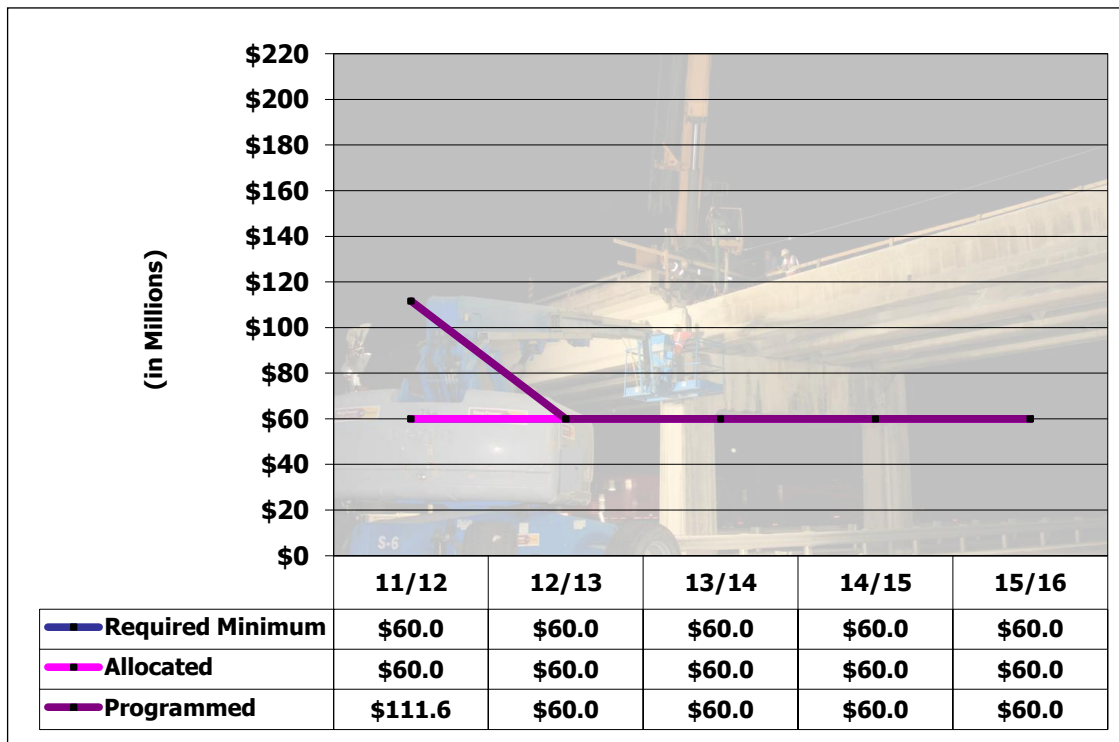 $220
$200
$180
$160
$140
$120
$100
$80
$60
$40
$20
$0
(in Millions)
S-6
11/12 12/13 13/14 14/15 15/16
Required Minimum $60.0 $60.0 $60.0 $60.0 $60.0
Allocated $60.0 $60.0 $60.0 $60.0 $60.0
Programmed $111.6 $60.0 $60.0 $60.0 $60.0